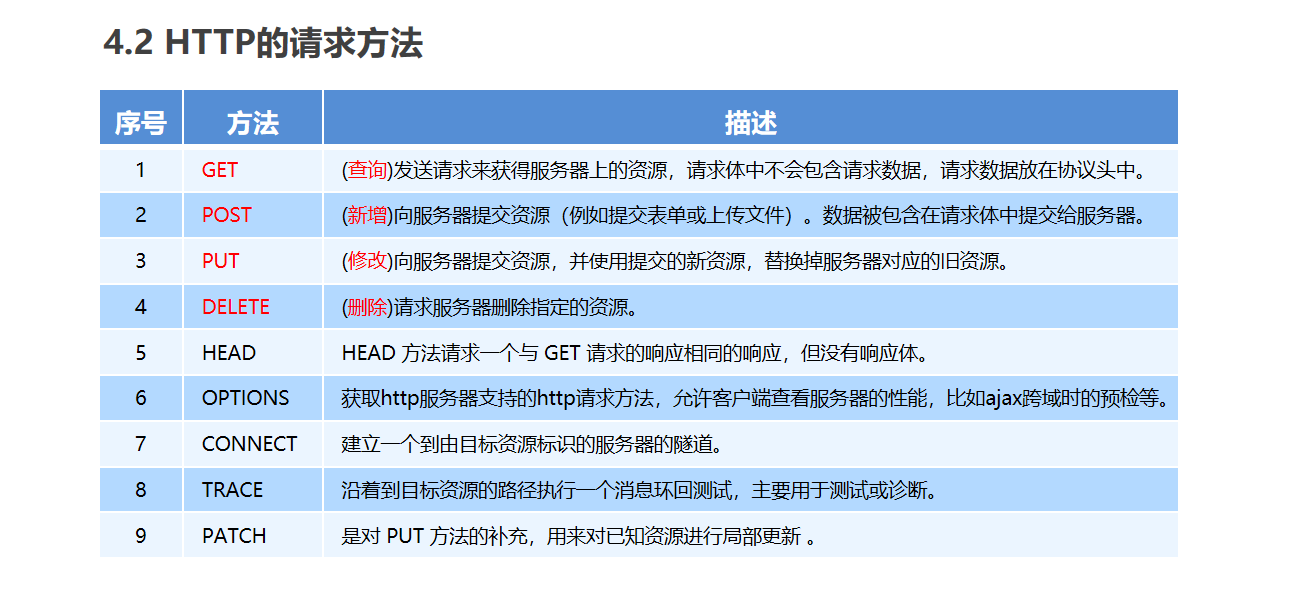 4.2 HTTP的请求方法
序号 方法 描述
1 GET (查询)发送请求来获得服务器上的资源，请求体中不会包含请求数据，请求数据放在协议头中。
2 POST (新增)向服务器提交资源（例如提交表单或上传文件）。数据被包含在请求体中提交给服务器。
3 PUT (修改)向服务器提交资源，并使用提交的新资源，替换掉服务器对应的旧资源。
4 DELETE (删除)请求服务器删除指定的资源。
5 HEAD HEAD 方法请求一个与 GET 请求的响应相同的响应，但没有响应体。
6 OPTIONS 获取http服务器支持的http请求方法，允许客户端查看服务器的性能，比如ajax跨域时的预检等。
7 CONNECT 建立一个到由目标资源标识的服务器的隧道。
8 TRACE 沿着到目标资源的路径执行一个消息环回测试，主要用于测试或诊断。
9 PATCH 是对 PUT 方法的补充，用来对已知资源进行局部更新 。